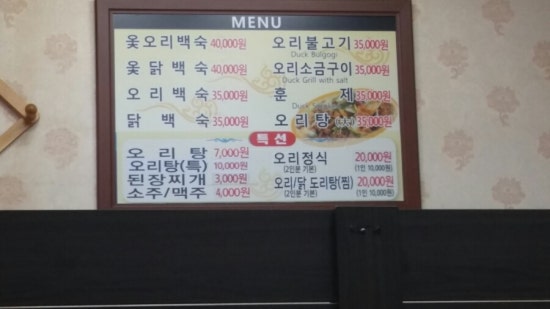 MENU
옻오리백숙 40,000원
옻닭백숙 40,000원
오리백숙 35,000원
닭백숙 35,000원
오리불고기 35,000원
Duck Bulgogi
오리소금구이 35,000원
Duck Grill with salt
훈제 35,000원
Duck
오리탕 35,000원
특선
오리탕 7,000원
오리탕(특) 10,000원
된장찌개 3,000원
소주/맥주 4,000원
오리정식 20,000원
(2인분 기본) (1인 10,000원)
오리/닭 도리탕(찜) 20,000원
(2인분 기본) (1인 10,000원)